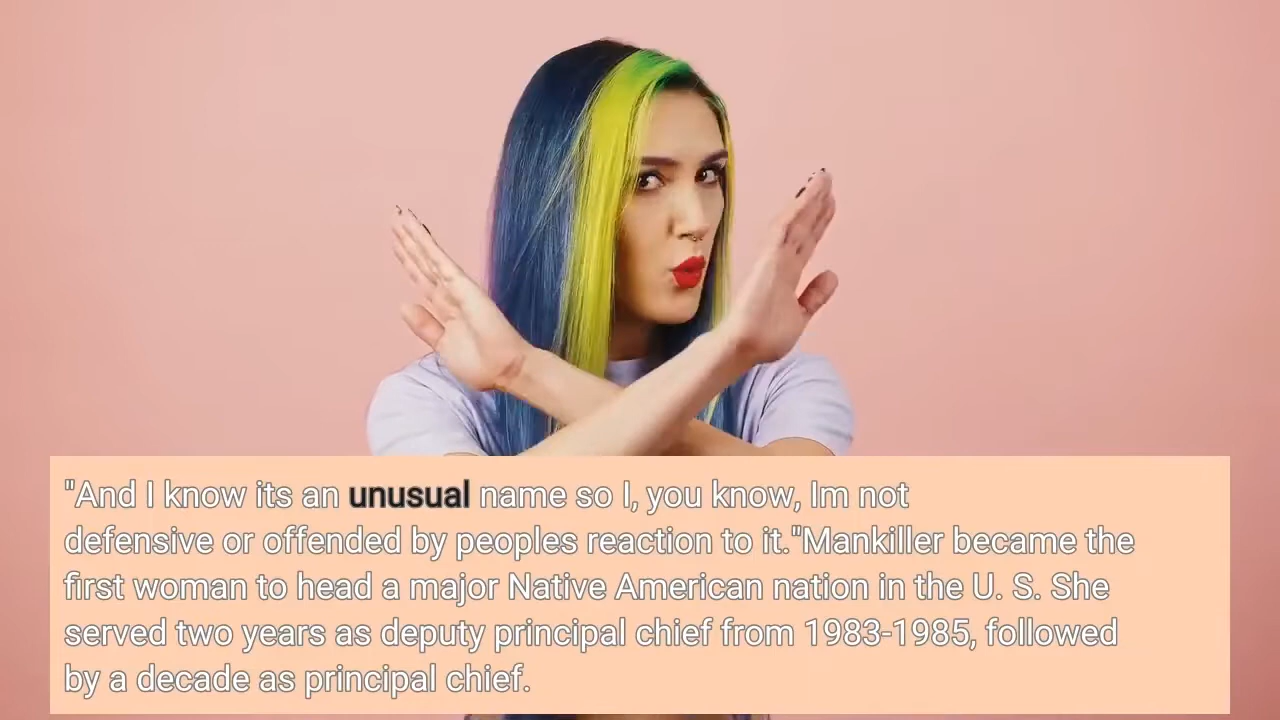 "And I know its an unusual name so I, you know, Im not
defensive or offended by peoples reaction to it."Mankiller became the
first woman to head a major Native American nation in the U. S. She
served two years as deputy principal chief from 1983-1985, followed
by a decade as principal chief.